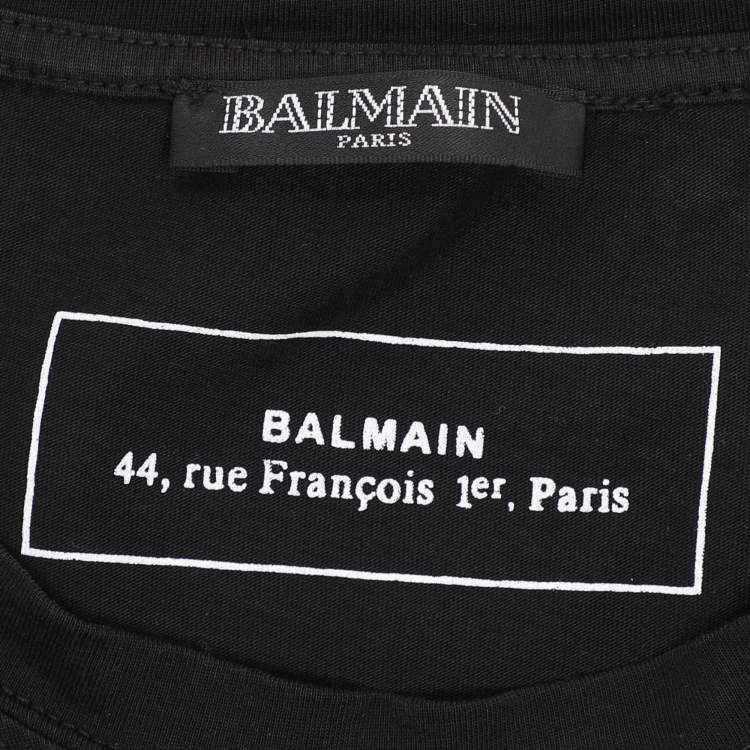 BALMAIN
PARIS
BALMAIN
44, rue François 1er, Paris